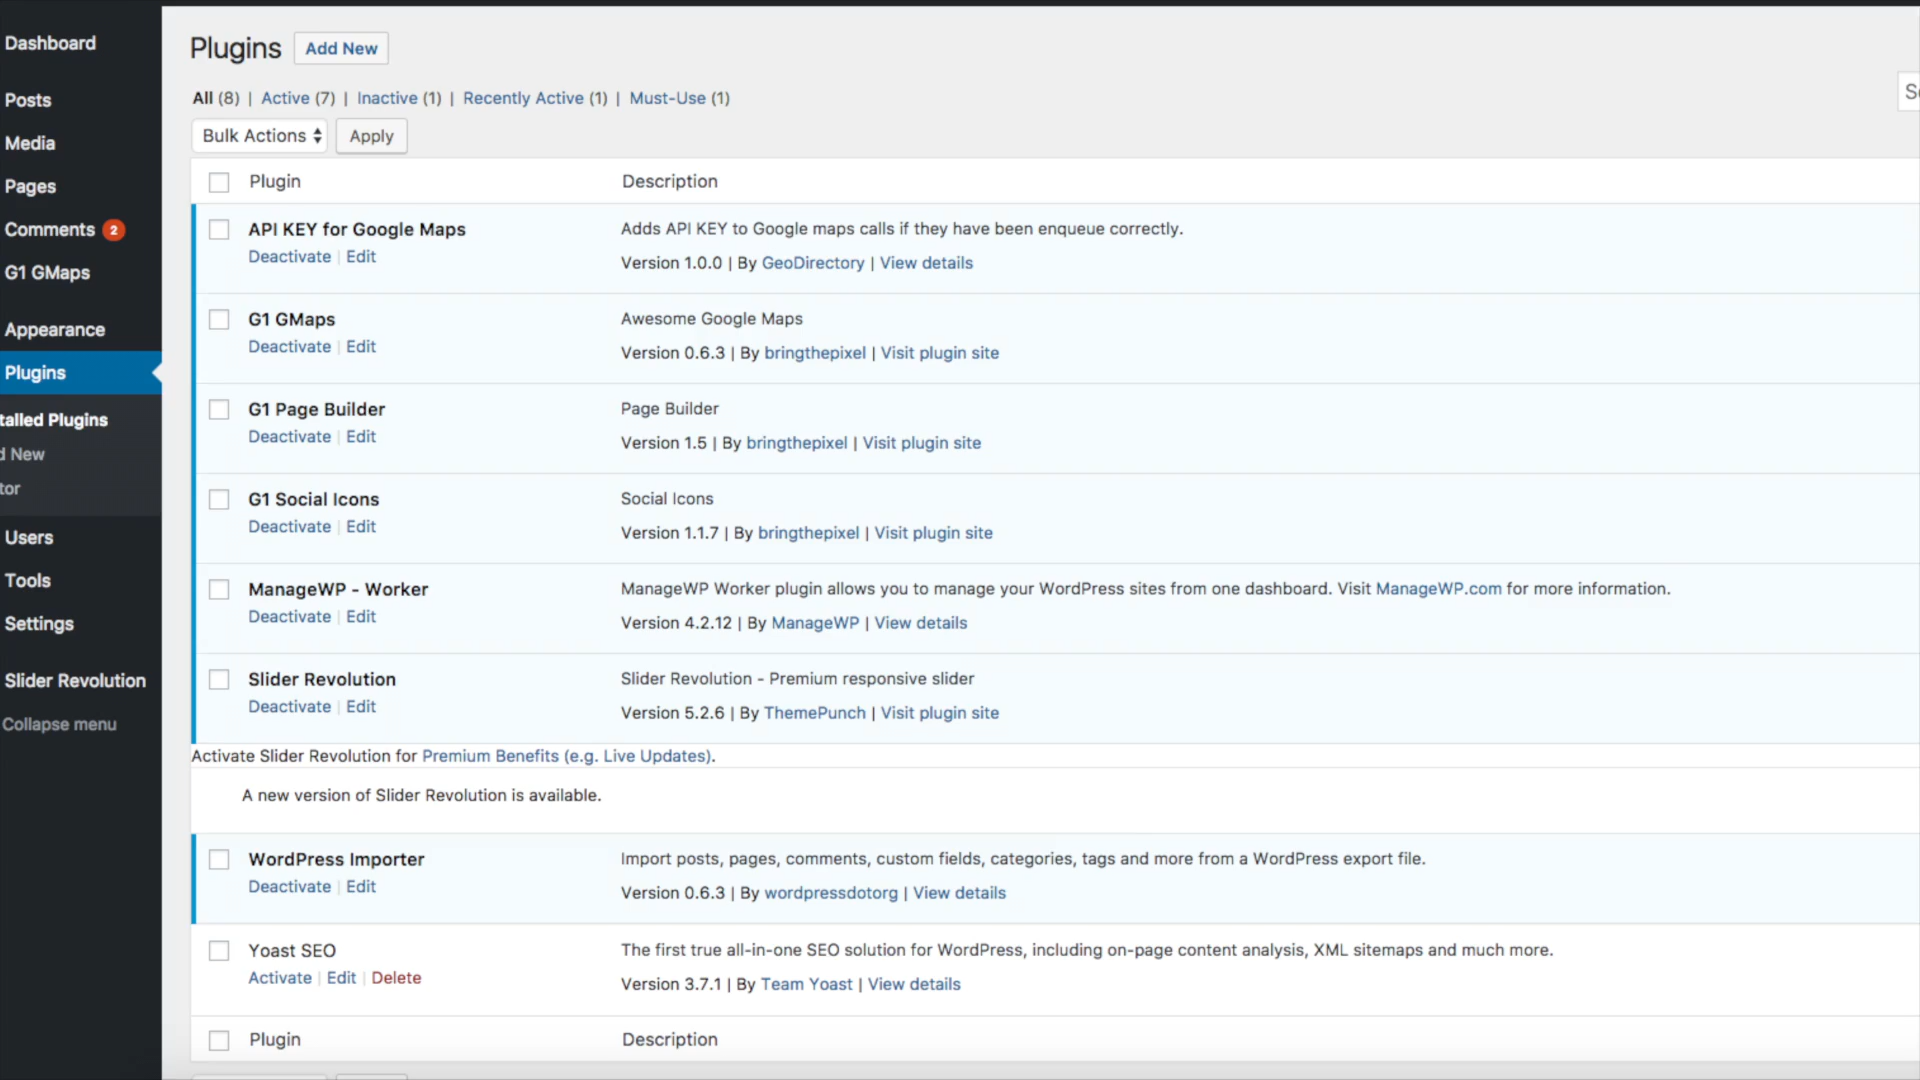 Dashboard
Posts
Media
Pages
Comments 2
G1 GMaps
Appearance
Plugins
talled Plugins
d New
tor
Users
Tools
Settings
Slider Revolution
Collapse menu
Plugins Add New
All (8) | Active (7) | Inactive (1) | Recently Active (1) | Must-Use (1)
Bulk Actions Apply
Plugin Description
API KEY for Google Maps
Deactivate | Edit
Adds API KEY to Google maps calls if they have been enqueue correctly.
Version 1.0.0 | By GeoDirectory | View details
G1 GMaps
Deactivate | Edit
Awesome Google Maps
Version 0.6.3 | By bringthepixel | Visit plugin site
G1 Page Builder
Deactivate | Edit
Page Builder
Version 1.5 | By bringthepixel | Visit plugin site
G1 Social Icons
Deactivate | Edit
Social Icons
Version 1.1.7 | By bringthepixel | Visit plugin site
ManageWP - Worker
Deactivate | Edit
ManageWP Worker plugin allows you to manage your WordPress sites from one dashboard. Visit ManageWP.com for more information.
Version 4.2.12 | By ManageWP | View details
Slider Revolution
Deactivate | Edit
Slider Revolution - Premium responsive slider
Version 5.2.6 | By ThemePunch | Visit plugin site
Activate Slider Revolution for Premium Benefits (e.g. Live Updates).
A new version of Slider Revolution is available.
WordPress Importer
Deactivate | Edit
Import posts, pages, comments, custom fields, categories, tags and more from a WordPress export file.
Version 0.6.3 | By wordpressdotorg | View details
Yoast SEO
Activate | Edit | Delete
The first true all-in-one SEO solution for WordPress, including on-page content analysis, XML sitemaps and much more.
Version 3.7.1 | By Team Yoast | View details
Plugin Description